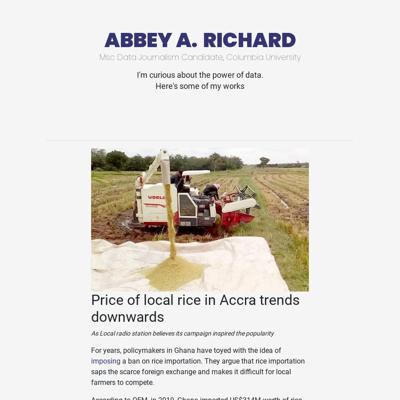 ABBEY A. RICHARD
Msc Data Journalism Candidate, Columbia University
I'm curious about the power of data.
Here's some of my works
WORLD
Price of local rice in Accra trends
downwards
As Local radio station believes its campaign inspired the popularity
For years, policymakers in Ghana have toyed with the idea of
imposing a ban on rice importation. They argue that rice importation
saps the scarce foreign exchange and makes it difficult for local
farmers to compete.
According to OEM, in 2019, Ghana imported US$314M worth of rice